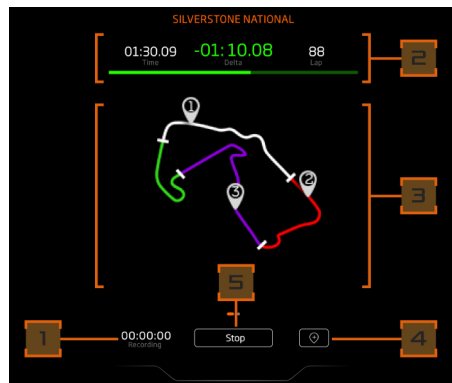 SILVERSTONE NATIONAL
01:30.09 -01:10.08 88
Time Delta Lap
2
1
2
3
3
5
1
00:00:00
Recording
Stop
4